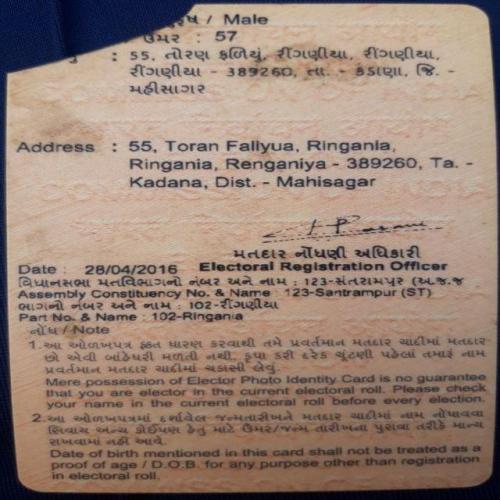 પુરુષ / Male
ઉંમર : 57
: 55, તોરણ ફળિયું, રીંગણીયા, રીંગણીયા,
રીંગણીયા - 389260, તા. - કડાણા, જિ. -
મહીસાગર
Address : 55, Toran Faliyua, Ringania,
Ringania, Renganiya - 389260, Ta. -
Kadana, Dist. - Mahisagar
મતદાર નોંધણી અધિકારી
Date : 28/04/2016 Electoral Registration Officer
વિધાનસભા મતવિભાગનો નંબર અને નામ : 123-સંતરામપુર (અ.જ.જ
Assembly Constituency No. & Name : 123-Santrampur (ST)
ભાગનો નંબર અને નામ : 102-રીંગણીયા
Part No. & Name : 102-Ringania
નોંધ / Note
1. આ ઓળખપત્ર ફક્ત ધારણ કરવાથી તમે પ્રવર્તમાન મતદાર યાદીમાં મતદાર
છો એવી બાંહેધરી મળતી નથી. કૃપા કરી દરેક ચૂંટણી પહેલાં તમારૂં નામ
પ્રવર્તમાન મતદાર યાદીમાં ચકાસી લેવું.
Mere possession of Elector Photo Identity Card is no guarantee
that you are elector in the current electoral roll. Please check
your name in the current electoral roll before every election.
2. આ ઓળખપત્રમાં દર્શાવેલ જન્મતારીખને મતદાર યાદીમાં નામ નોંધાવવા
સિવાય અન્ય કોઈપણ હેતુ માટે ઉંમર/જન્મ તારીખના પુરાવા તરીકે માન્ય
રાખવામાં નહીં આવે.
Date of birth mentioned in this card shall not be treated as a
proof of age / D.O.B. for any purpose other than registration
in electoral roll.